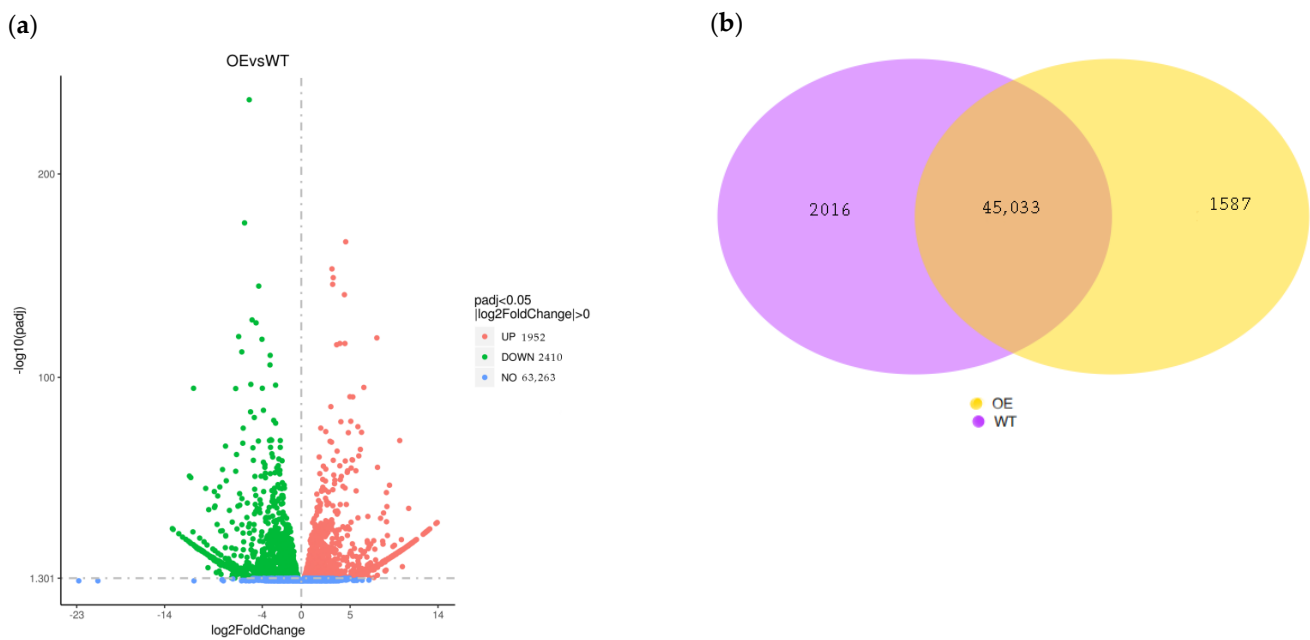 (a)
OEvsWT
-log10(padj)
200
100
1.301
-23
-14
-4
0
5
14
log2FoldChange
padj<0.05
|log2FoldChange|>0
UP 1952
DOWN 2410
NO 63,263
(b)
2016
45,033
1587
OE
WT